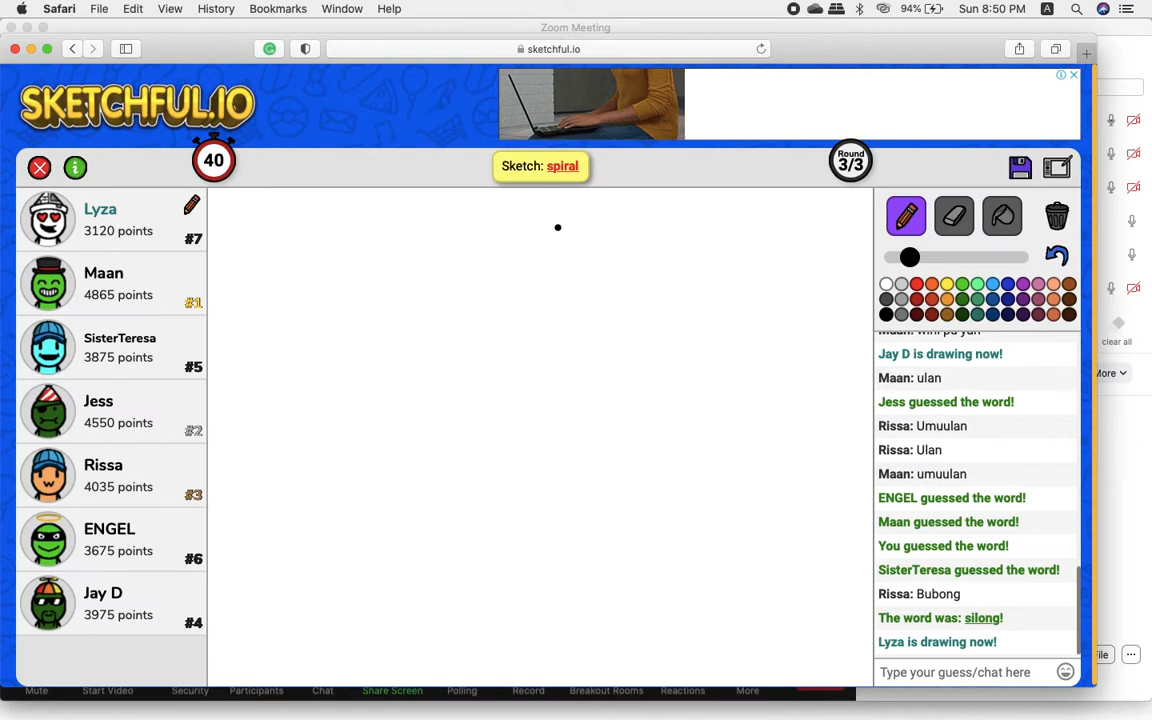 Safari File Edit View History Bookmarks Window Help 94% Sun 8:50 PM A
Zoom Meeting
sketchful.io
SKETCHFUL.IO
40
Sketch: spiral
Round
3/3
Lyza
3120 points
#7
Maan
4865 points
#1
SisterTeresa
3875 points
#5
Jess
4550 points
#2
Rissa
4035 points
#3
ENGEL
3675 points
#6
Jay D
3975 points
#4
Jay D is drawing now!
Maan: ulan
Jess guessed the word!
Rissa: Umuulan
Rissa: Ulan
Maan: umuulan
ENGEL guessed the word!
Maan guessed the word!
You guessed the word!
SisterTeresa guessed the word!
Rissa: Bubong
The word was: silong!
Lyza is drawing now!
Type your guess/chat here
clear all
More
File
Mute Start Video Security Participants Chat Share Screen Polling Record Breakout Rooms Reactions More